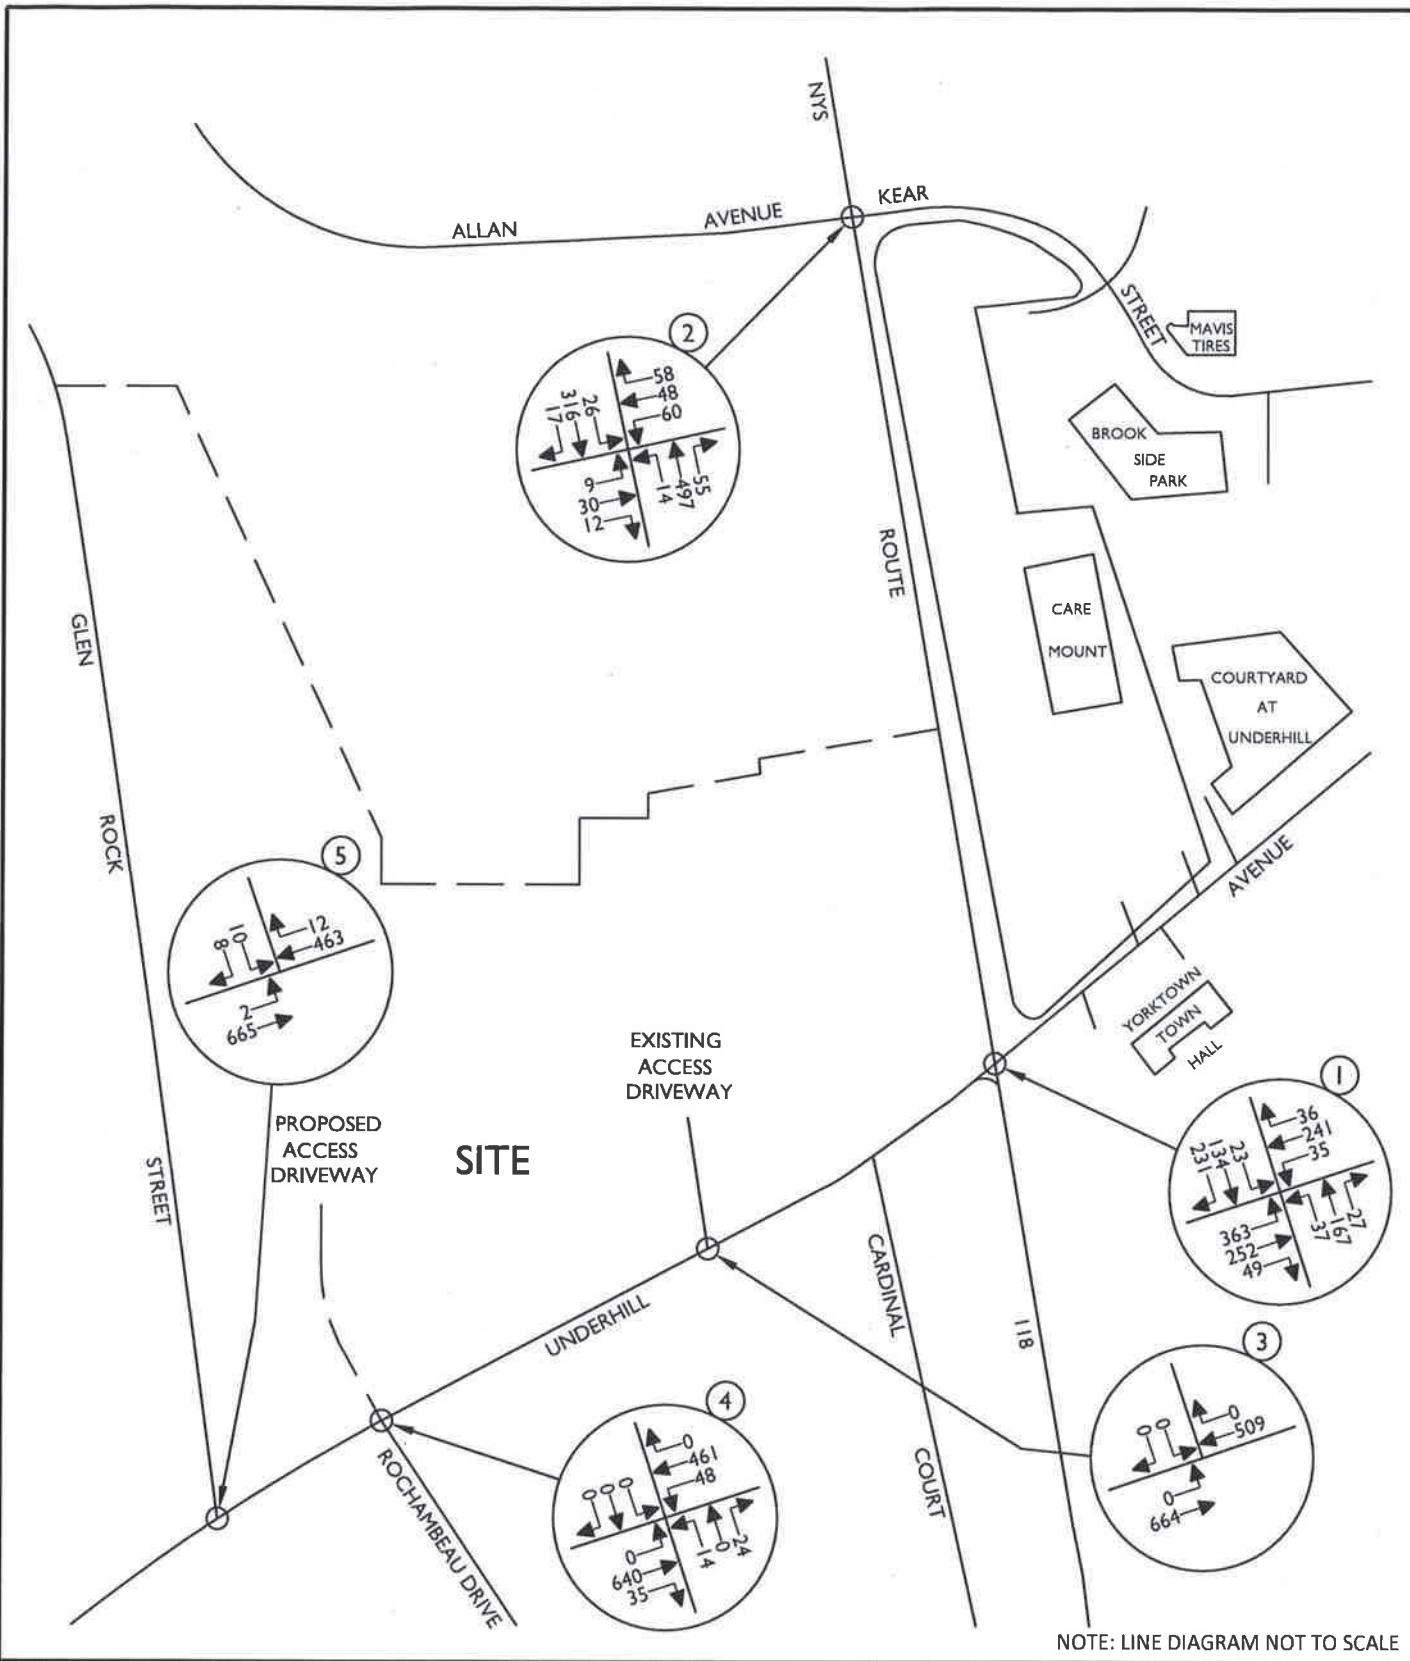 NYS
ALLAN
AVENUE
KEAR
STREET
MAVIS
TIRES
2
58
48
60
17
316
26
9
30
12
14
497
55
BROOK
SIDE
PARK
ROUTE
CARE
MOUNT
GLEN
ROCK
STREET
COURTYARD
AT
UNDERHILL
AVENUE
5
12
463
8
10
2
665
YORKTOWN
TOWN
HALL
EXISTING
ACCESS
DRIVEWAY
PROPOSED
ACCESS
DRIVEWAY
SITE
1
36
241
35
231
134
23
363
252
49
37
167
27
UNDERHILL
CARDINAL
COURT
118
3
0
509
0
0
0
664
4
0
461
48
0
0
0
0
640
35
14
0
24
ROCHAMBEAU DRIVE
NOTE: LINE DIAGRAM NOT TO SCALE